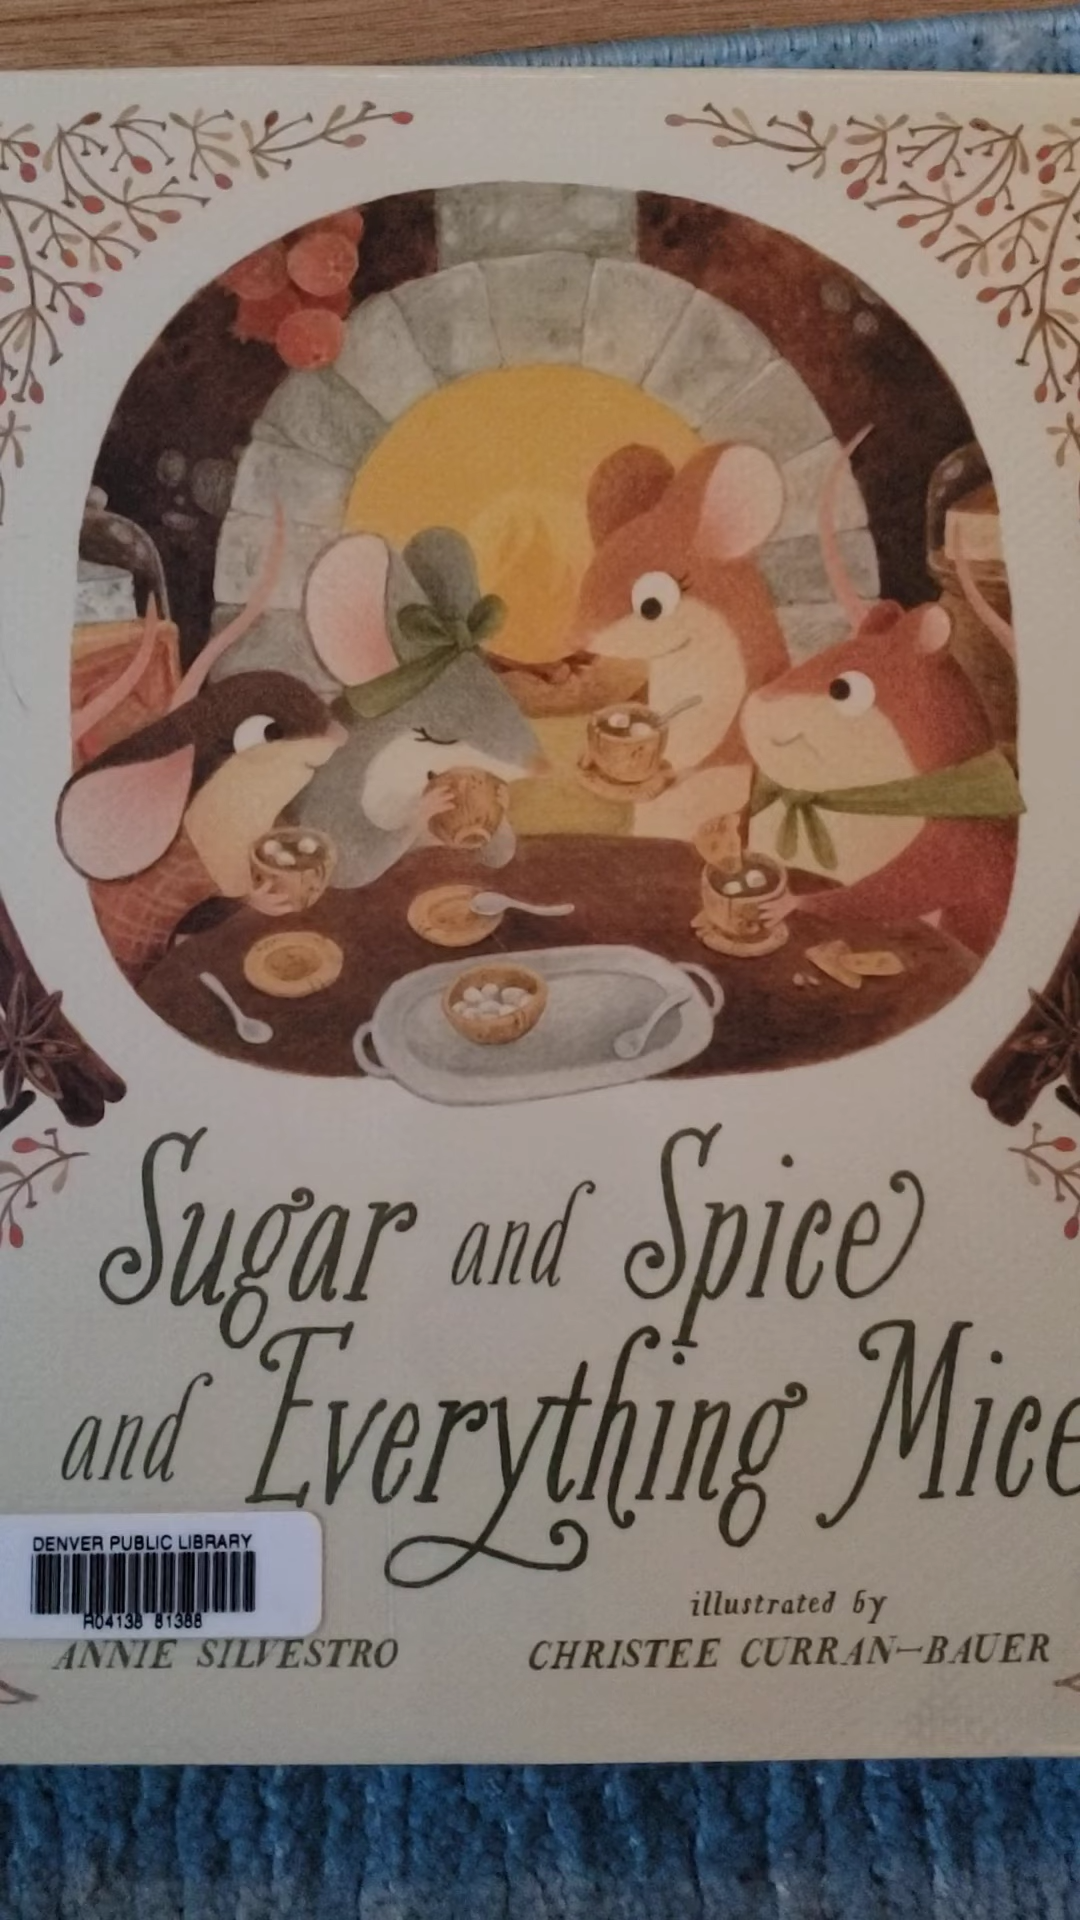 Sugar and Spice
and Everything Mice
DENVER PUBLIC LIBRARY
R04138 81388
ANNIE SILVESTRO
illustrated by
CHRISTEE CURRAN–BAUER